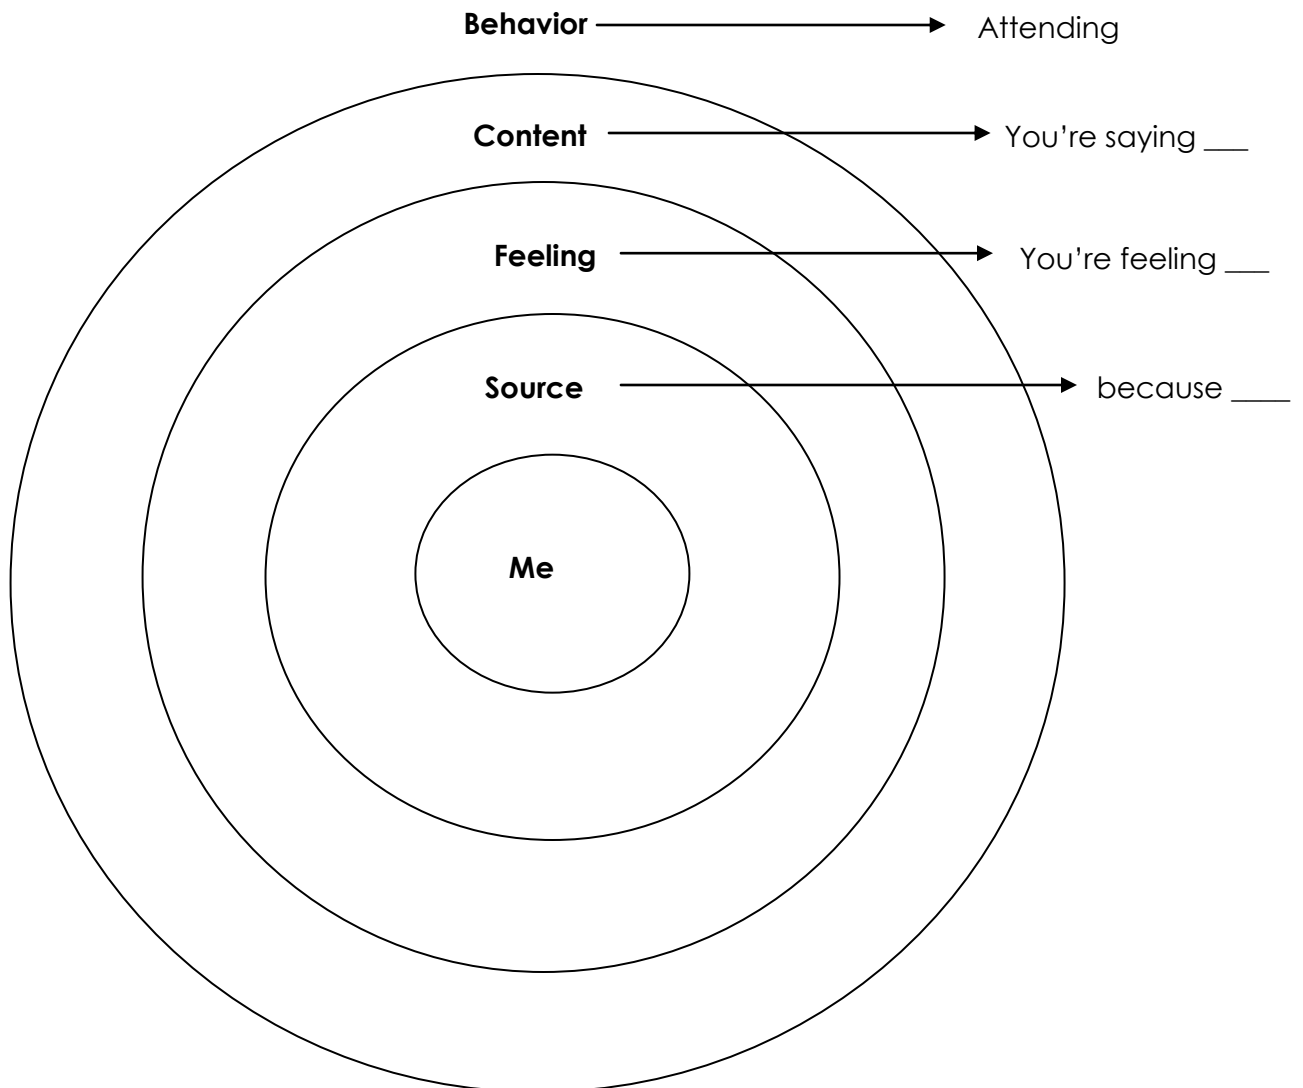 Behavior Attending
Content You’re saying ___
Feeling You’re feeling ___
Source because ____
Me